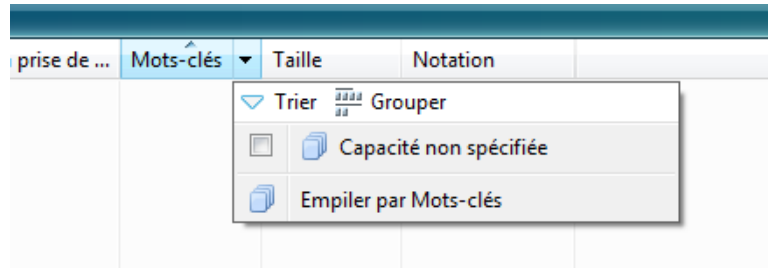 prise de ... Mots-clés Taille Notation
Trier Grouper
Capacité non spécifiée
Empiler par Mots-clés